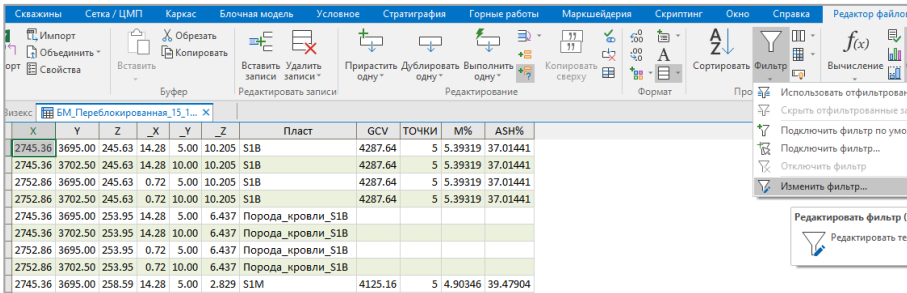 Скважины Сетка / ЦМП Каркас Блочная модель Условное Стратиграфия Горные работы Маркшейдерия Скриптинг Окно Справка Редактор файло
Импорт
Объединить
орт Свойства
Вставить
Обрезать
Копировать
Буфер
Вставить записи Удалить записи
Редактировать записи
Прирастить одну Дублировать одну Выполнить одну
Редактирование
Копировать сверху
Формат
Сортировать Фильтр
Вычисление
Про
Использовать отфильтрован
Скрыть отфильтрованные за
Подключить фильтр по умо
Подключить фильтр...
Отключить фильтр
Изменить фильтр...
Редактировать фильтр (
Редактировать те
Визекс БМ_Переблокированная_15_1...
X Y Z _X _Y _Z Пласт GCV ТОЧКИ M% ASH%
2745.36 3695.00 245.63 14.28 5.00 10.205 S1B 4287.64 5 5.39319 37.01441
2745.36 3702.50 245.63 14.28 10.00 10.205 S1B 4287.64 5 5.39319 37.01441
2752.86 3695.00 245.63 0.72 5.00 10.205 S1B 4287.64 5 5.39319 37.01441
2752.86 3702.50 245.63 0.72 10.00 10.205 S1B 4287.64 5 5.39319 37.01441
2745.36 3695.00 253.95 14.28 5.00 6.437 Порода_кровли_S1B
2745.36 3702.50 253.95 14.28 10.00 6.437 Порода_кровли_S1B
2752.86 3695.00 253.95 0.72 5.00 6.437 Порода_кровли_S1B
2752.86 3702.50 253.95 0.72 10.00 6.437 Порода_кровли_S1B
2745.36 3695.00 258.59 14.28 5.00 2.829 S1M 4125.16 5 4.90346 39.47904